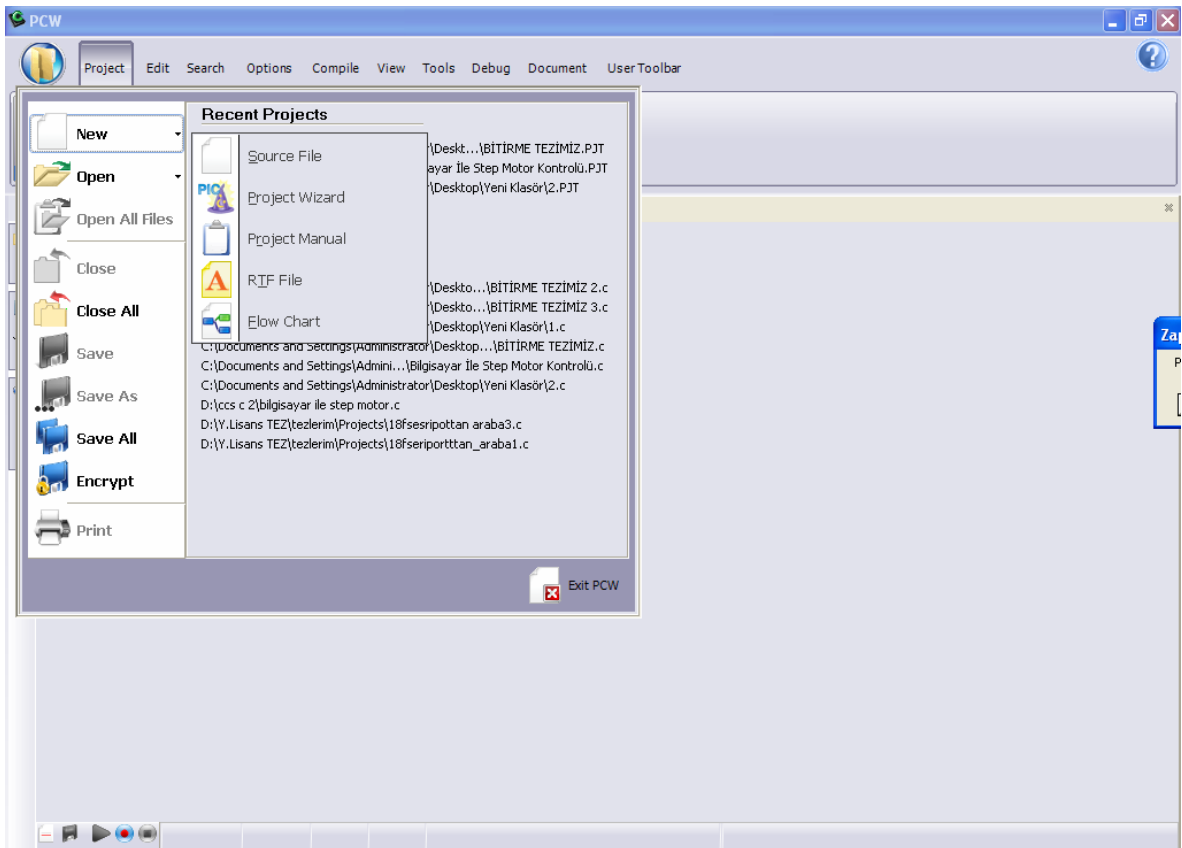 PCW
Project Edit Search Options Compile View Tools Debug Document User Toolbar
New
Open
Open All Files
Close
Close All
Save
Save As
Save All
Encrypt
Print
Recent Projects
\Deskt...\BİTİRME TEZİMİZ.PJT
ayar İle Step Motor Kontrolü.PJT
\Desktop\Yeni Klasör\2.PJT
Source File
Project Wizard
Project Manual
RTF File
Flow Chart
\Deskto...\BİTİRME TEZİMİZ 2.c
\Deskto...\BİTİRME TEZİMİZ 3.c
\Desktop\Yeni Klasör\1.c
C:\Documents and Settings\Administrator\Desktop...\BİTİRME TEZİMİZ.c
C:\Documents and Settings\Admini...\Bilgisayar İle Step Motor Kontrolü.c
C:\Documents and Settings\Administrator\Desktop\Yeni Klasör\2.c
D:\ccs c 2\bilgisayar ile step motor.c
D:\Y.Lisans TEZ\tezlerim\Projects\18fsesripottan araba3.c
D:\Y.Lisans TEZ\tezlerim\Projects\18fseriportttan_araba1.c
Exit PCW
Zap
P